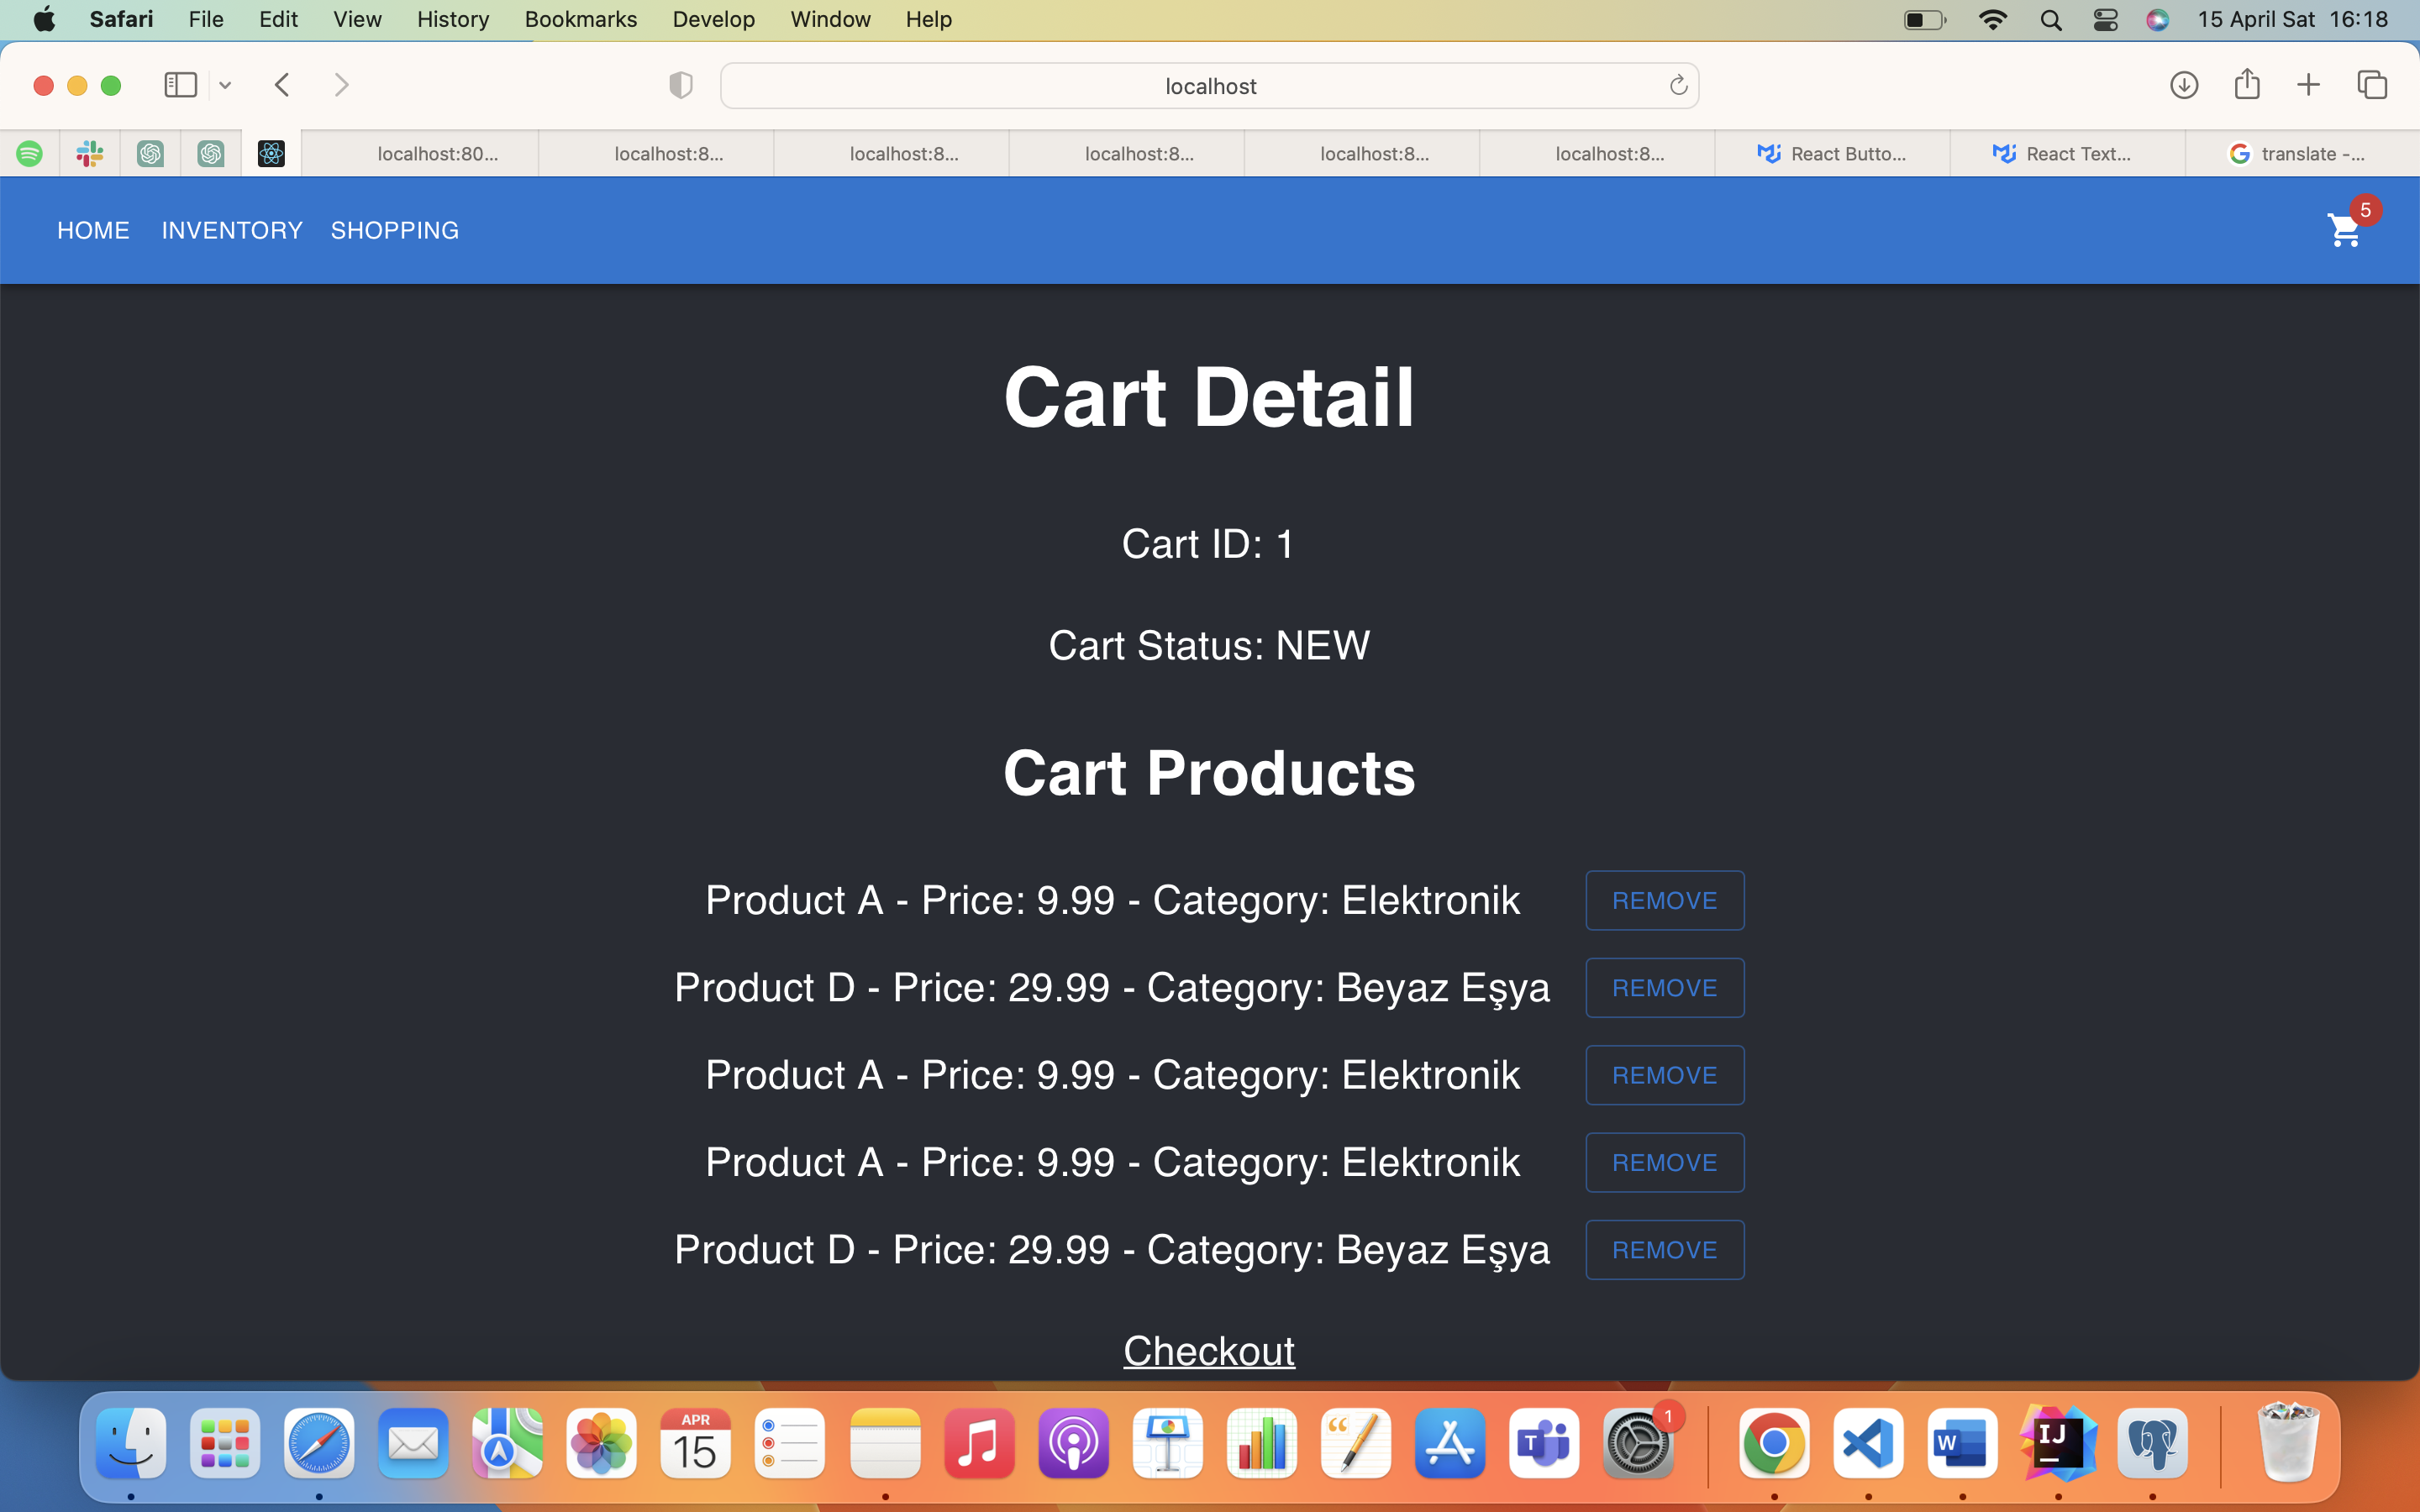 Safari File Edit View History Bookmarks Develop Window Help 15 April Sat 16:18
localhost
localhost:80... localhost:8... localhost:8... localhost:8... localhost:8... localhost:8... React Butto... React Text... translate -...
HOME INVENTORY SHOPPING 5
Cart Detail
Cart ID: 1
Cart Status: NEW
Cart Products
Product A - Price: 9.99 - Category: Elektronik REMOVE
Product D - Price: 29.99 - Category: Beyaz Eşya REMOVE
Product A - Price: 9.99 - Category: Elektronik REMOVE
Product A - Price: 9.99 - Category: Elektronik REMOVE
Product D - Price: 29.99 - Category: Beyaz Eşya REMOVE
Checkout
APR 1
15 T W IJ